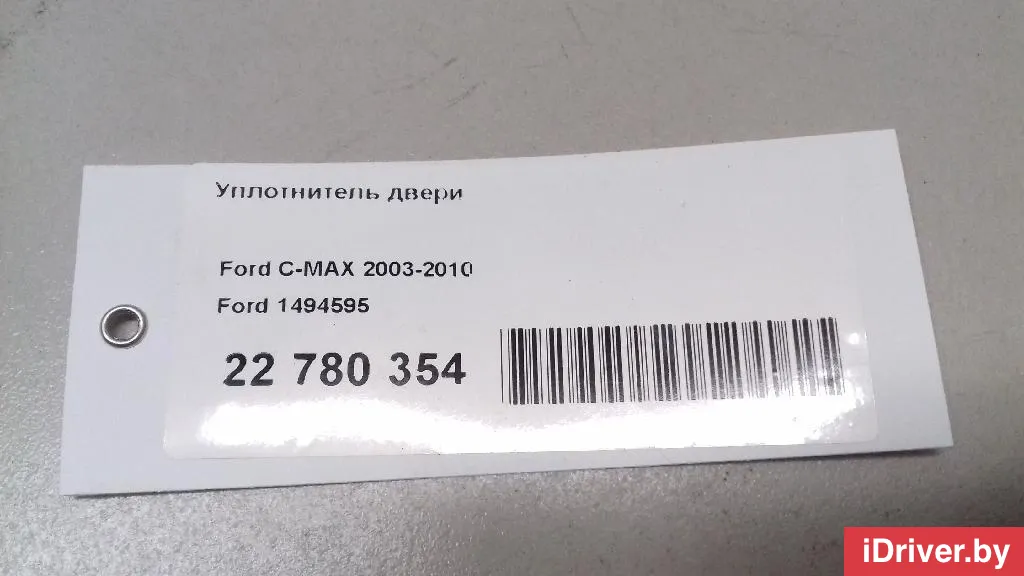 Уплотнитель двери
Ford C-MAX 2003-2010
Ford 1494595
22 780 354
iDriver.by